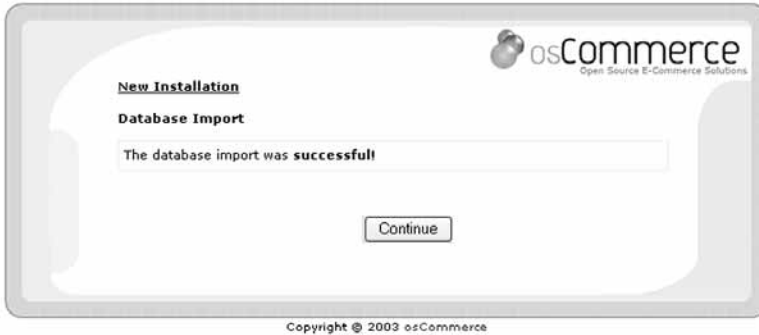 osCommerce
Open Source E-Commerce Solutions
New Installation
Database Import
The database import was successful!
Continue
Copyright @ 2003 osCommerce